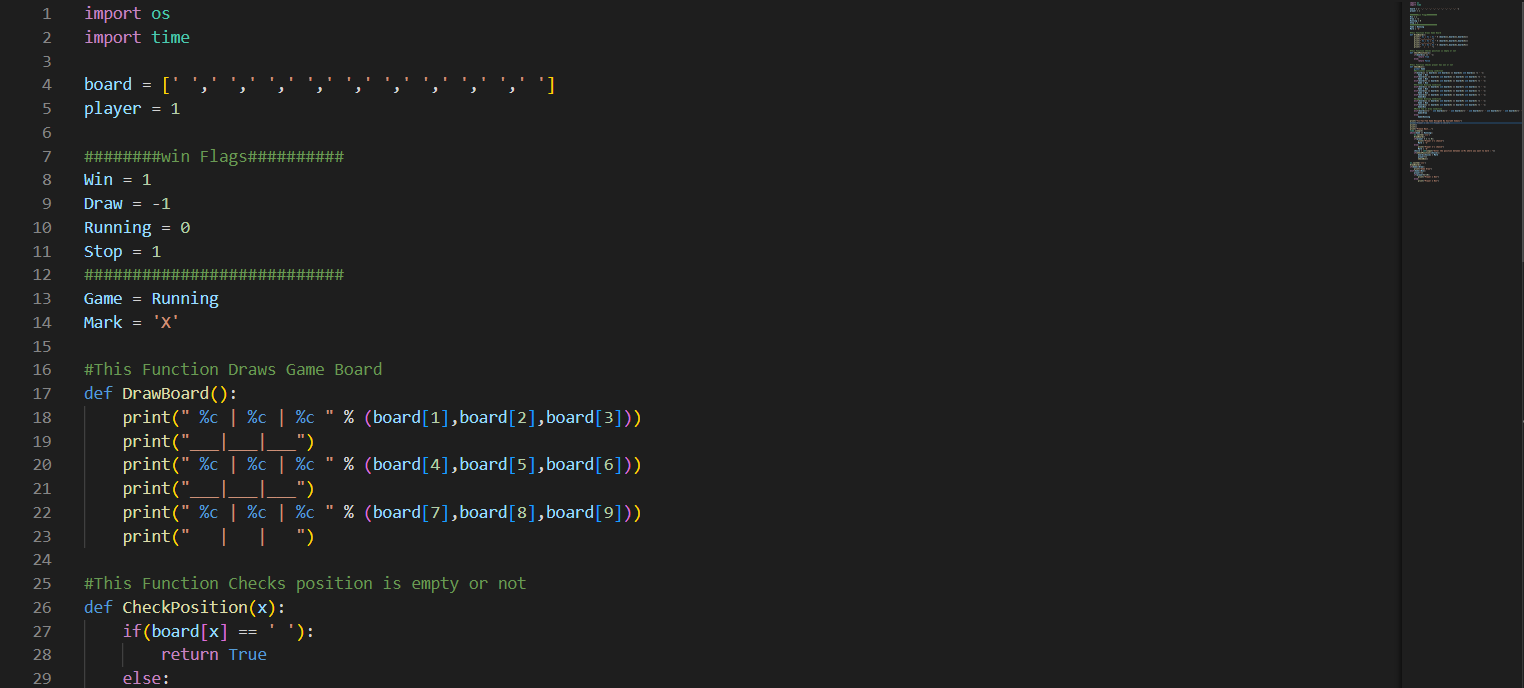 1 import os
2 import time
3
4 board = [' ',' ',' ',' ',' ',' ',' ',' ',' ',' ']
5 player = 1
6
7 ########win Flags##########
8 Win = 1
9 Draw = -1
10 Running = 0
11 Stop = 1
12 ###########################
13 Game = Running
14 Mark = 'X'
15
16 #This Function Draws Game Board
17 def DrawBoard():
18     print(" %c | %c | %c " % (board[1],board[2],board[3]))
19     print("___|___|___")
20     print(" %c | %c | %c " % (board[4],board[5],board[6]))
21     print("___|___|___")
22     print(" %c | %c | %c " % (board[7],board[8],board[9]))
23     print("   |   |   ")
24
25 #This Function Checks position is empty or not
26 def CheckPosition(x):
27     if(board[x] == ' '):
28         return True
29     else: